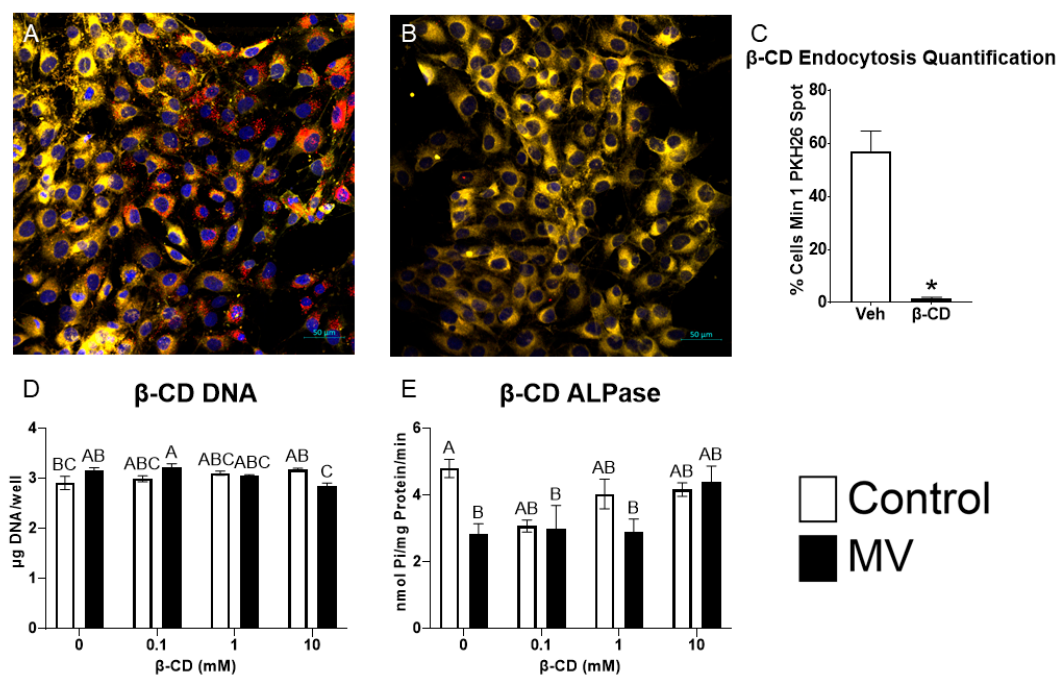 A
B
C
β-CD Endocytosis Quantification
% Cells Min 1 PKH26 Spot
80
60
40
20
0
*
Veh β-CD
50 µm
50 µm
D
β-CD DNA
µg DNA/well
4
3
2
1
0
BC AB ABC A ABC ABC AB C
0 0.1 1 10
β-CD (mM)
E
β-CD ALPase
nmol Pi/mg Protein/min
6
4
2
0
A B AB B AB B AB AB
0 0.1 1 10
β-CD (mM)
Control
MV